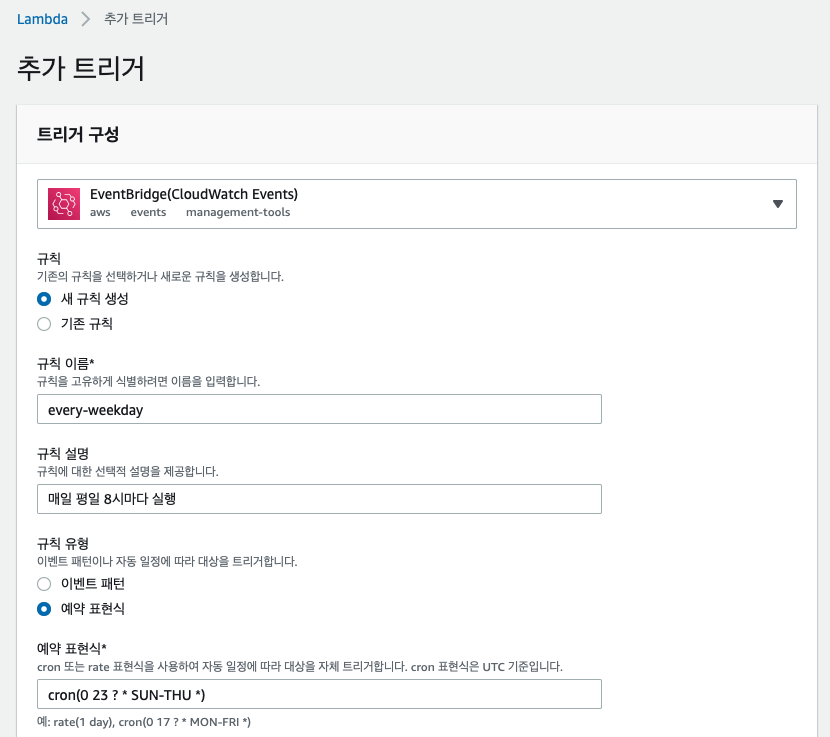 Lambda > 추가 트리거
추가 트리거
트리거 구성
EventBridge(CloudWatch Events)
aws events management-tools
규칙
기존의 규칙을 선택하거나 새로운 규칙을 생성합니다.
새 규칙 생성
기존 규칙
규칙 이름*
규칙을 고유하게 식별하려면 이름을 입력합니다.
every-weekday
규칙 설명
규칙에 대한 선택적 설명을 제공합니다.
매일 평일 8시마다 실행
규칙 유형
이벤트 패턴이나 자동 일정에 따라 대상을 트리거합니다.
이벤트 패턴
예약 표현식
예약 표현식*
cron 또는 rate 표현식을 사용하여 자동 일정에 따라 대상을 자체 트리거합니다. cron 표현식은 UTC 기준입니다.
cron(0 23 ? * SUN-THU *)
예: rate(1 day), cron(0 17 ? * MON-FRI *)